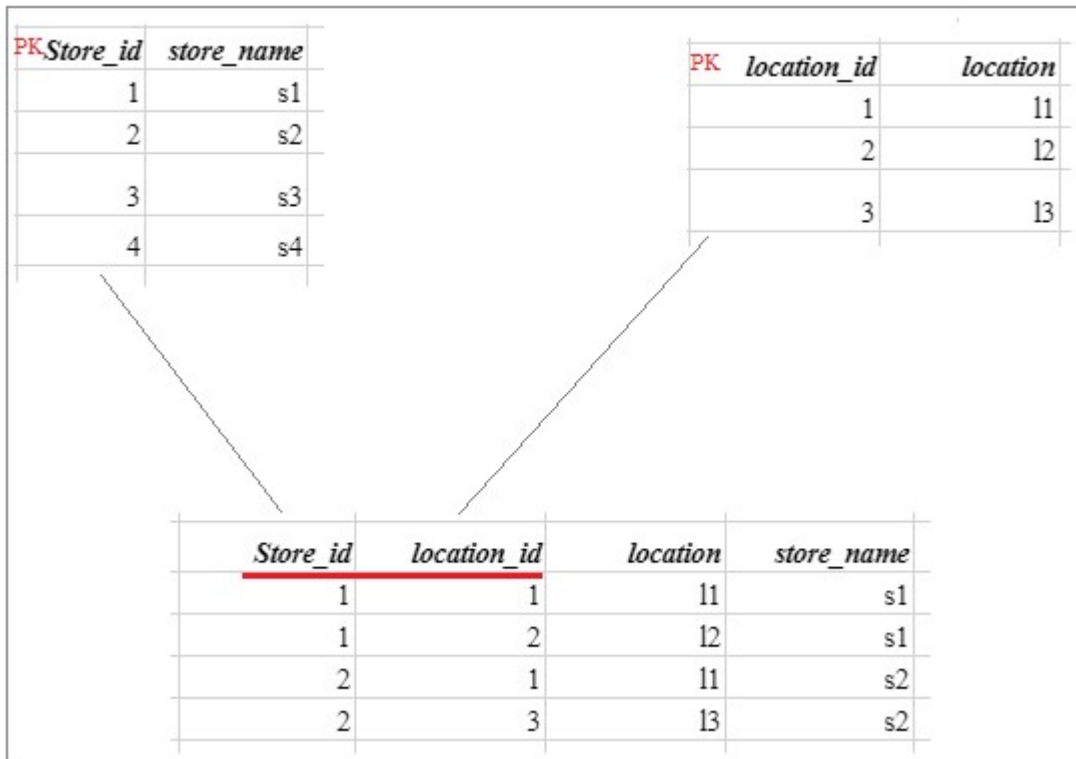 PK Store_id store_name
1 s1
2 s2
3 s3
4 s4
PK location_id location
1 l1
2 l2
3 l3
Store_id location_id location store_name
1 1 l1 s1
1 2 l2 s1
2 1 l1 s2
2 3 l3 s2